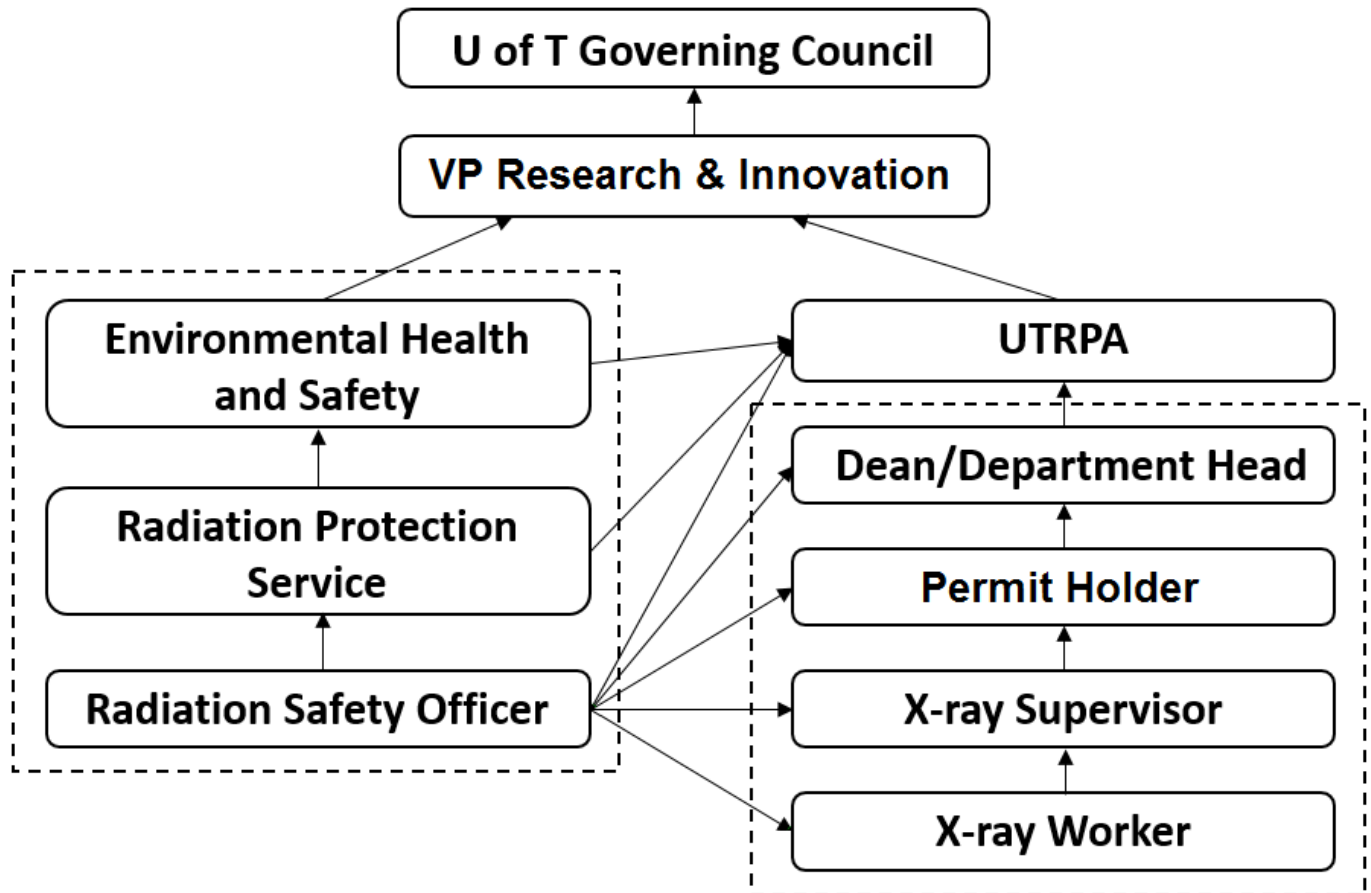 U of T Governing Council
VP Research & Innovation
Environmental Health
and Safety
Radiation Protection
Service
Radiation Safety Officer
UTRPA
Dean/Department Head
Permit Holder
X-ray Supervisor
X-ray Worker